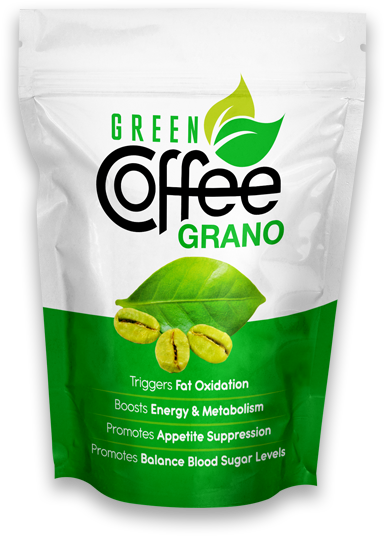 GREEN
Coffee
GRANO
Triggers Fat Oxidation
Boosts Energy & Metabolism
Promotes Appetite Suppression
Promotes Balance Blood Sugar Levels